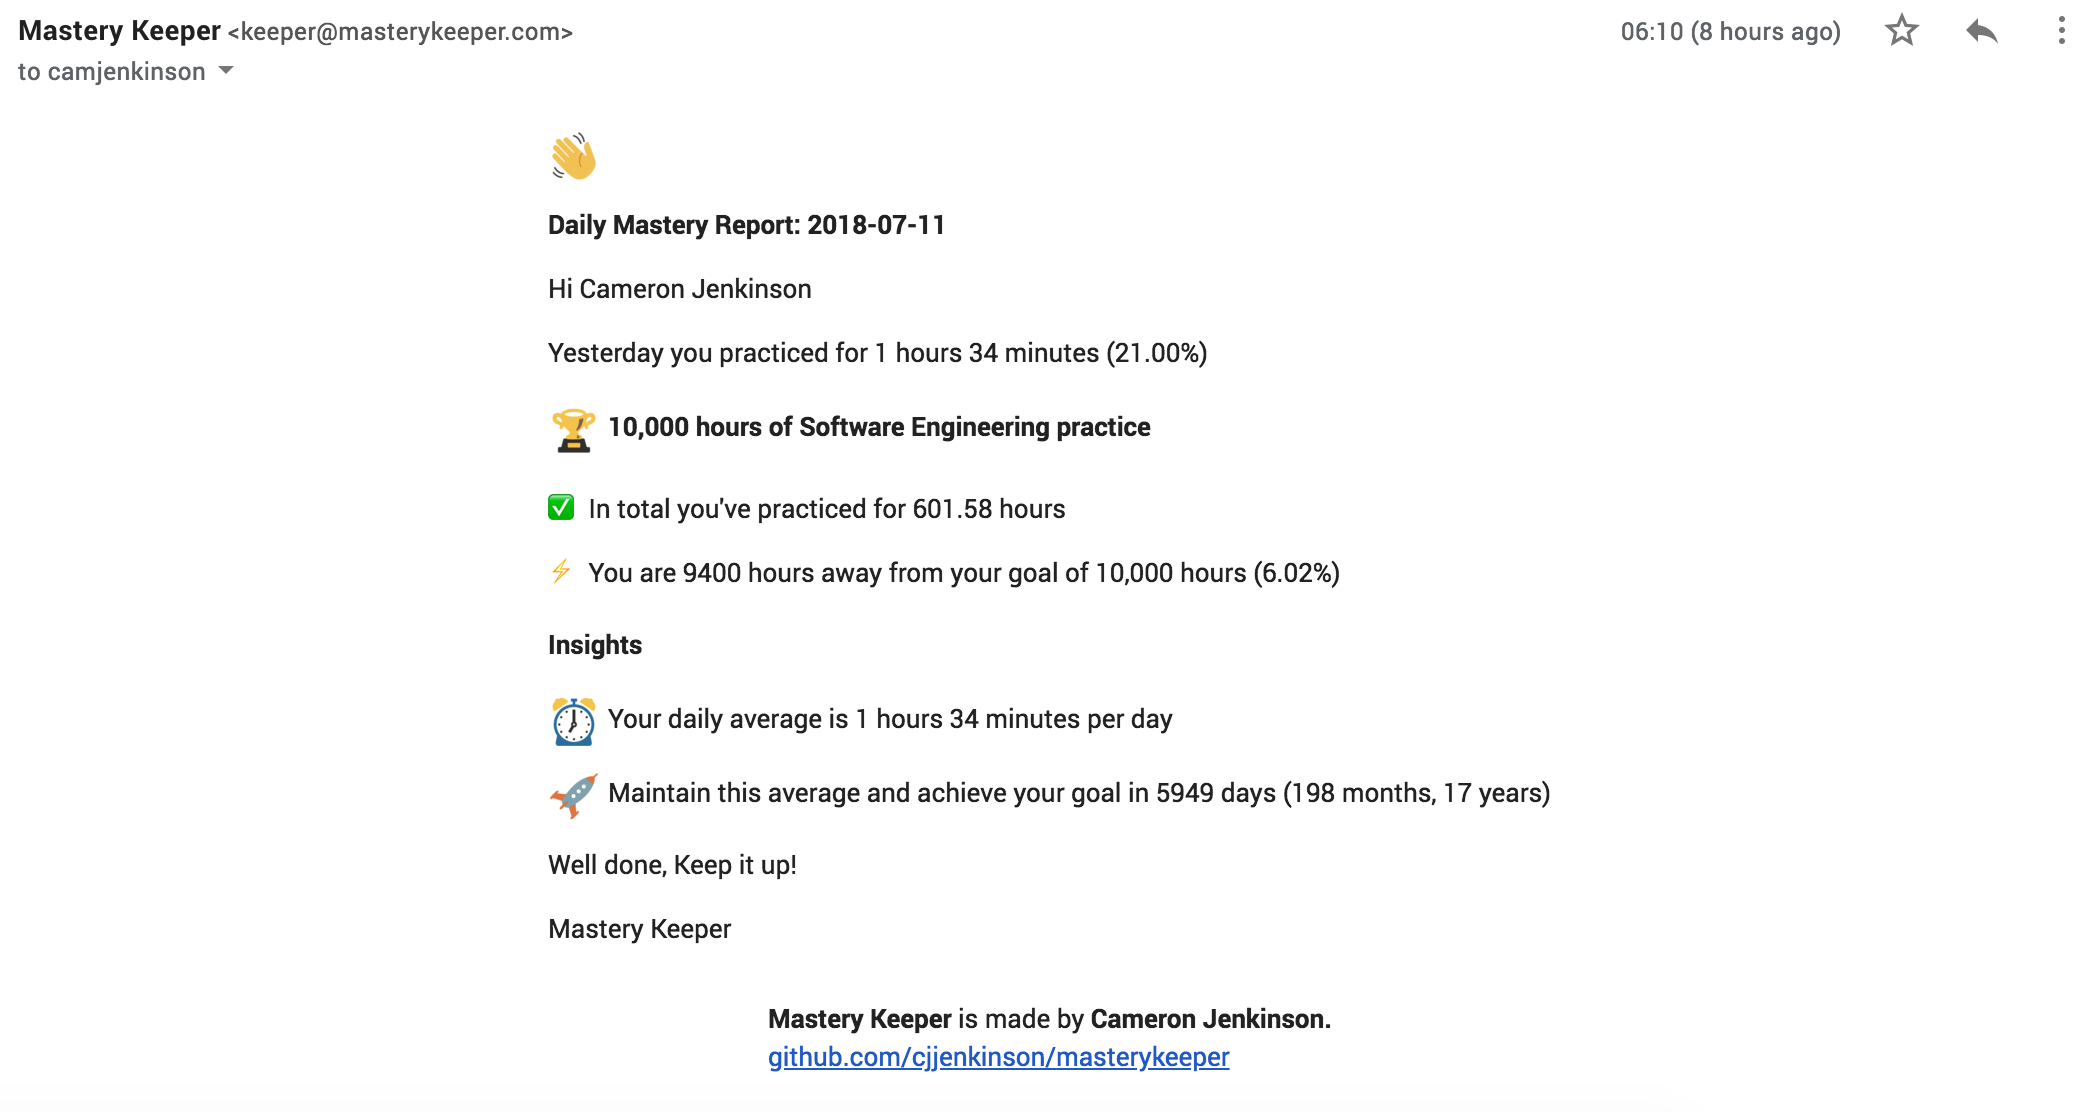 Mastery Keeper <keeper@masterykeeper.com>
06:10 (8 hours ago)
to camjenkinson
Daily Mastery Report: 2018-07-11
Hi Cameron Jenkinson
Yesterday you practiced for 1 hours 34 minutes (21.00%)
10,000 hours of Software Engineering practice
In total you've practiced for 601.58 hours
You are 9400 hours away from your goal of 10,000 hours (6.02%)
Insights
Your daily average is 1 hours 34 minutes per day
Maintain this average and achieve your goal in 5949 days (198 months, 17 years)
Well done, Keep it up!
Mastery Keeper
Mastery Keeper is made by Cameron Jenkinson.
github.com/cjjenkinson/masterykeeper